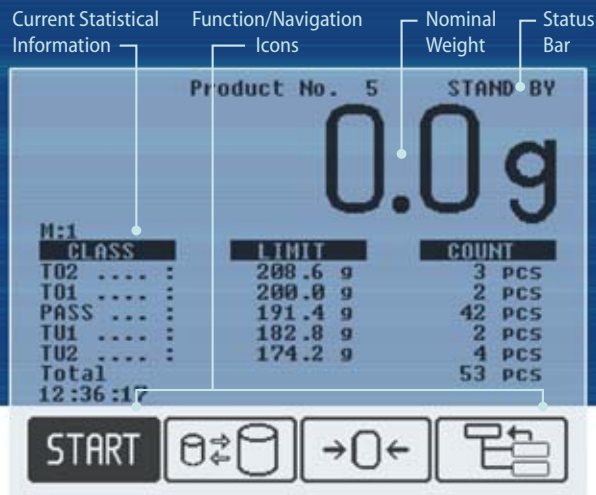 Current Statistical Information
Function/Navigation Icons
Nominal Weight
Status Bar
Product No. 5 STAND BY
0.0 g
M:1
CLASS LIMIT COUNT
TO2 .... : 208.6 g 3 PCS
TO1 .... : 200.0 g 2 PCS
PASS ... : 191.4 g 42 PCS
TU1 .... : 182.8 g 2 PCS
TU2 .... : 174.2 g 4 PCS
Total 53 PCS
12:36:17
START →0←